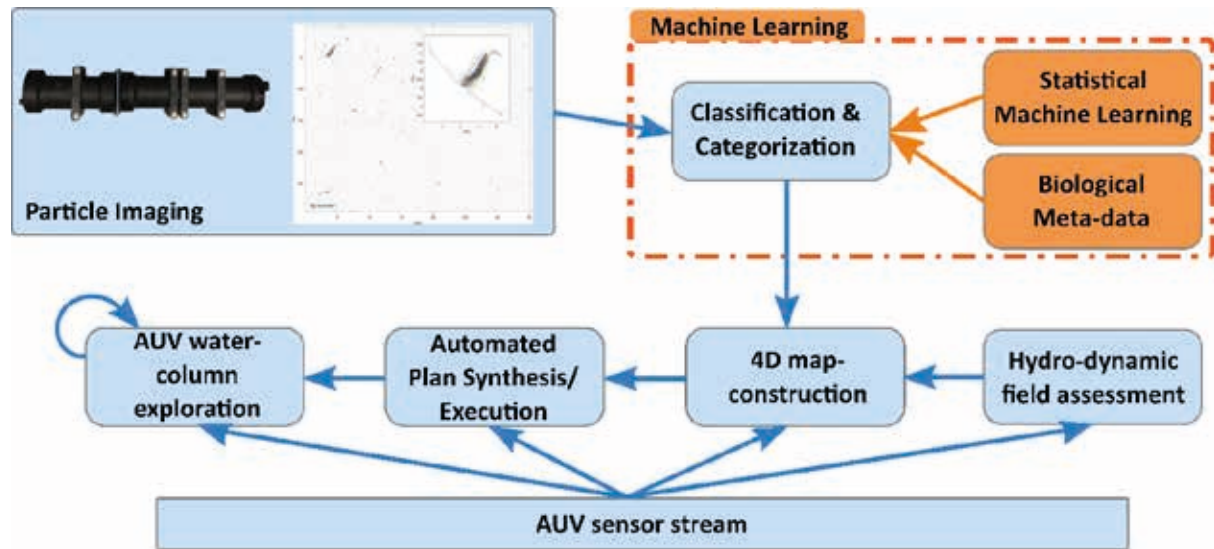 Machine Learning
Particle Imaging
Classification &
Categorization
Statistical
Machine Learning
Biological
Meta-data
AUV water-
column
exploration
Automated
Plan Synthesis/
Execution
4D map-
construction
Hydro-dynamic
field assessment
AUV sensor stream